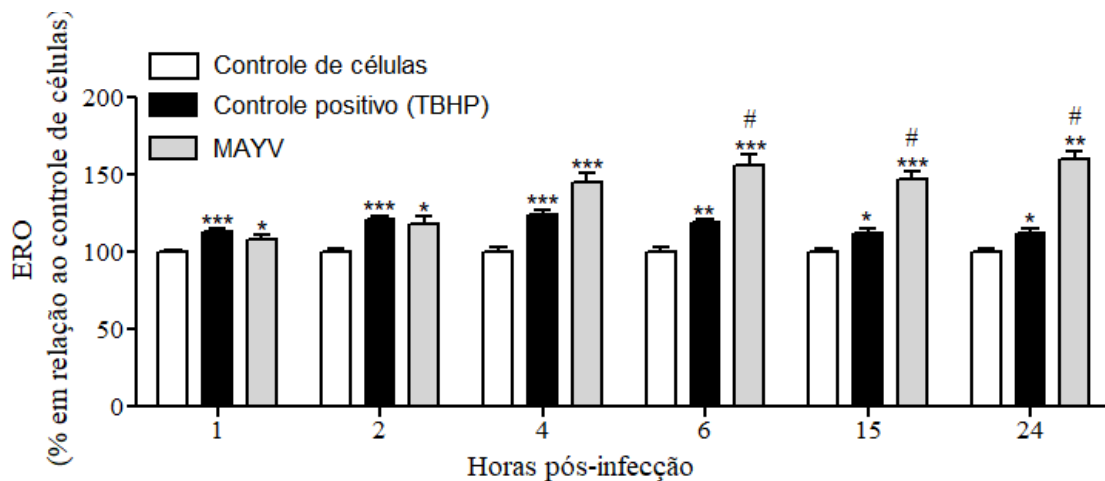 ERO
(% em relação ao controle de células)
Controle de células
Controle positivo (TBHP)
MAYV
200
150
100
50
0
*** *
*** *
*** ***
** *** #
* *** #
* ** #
1 2 4 6 15 24
Horas pós-infecção